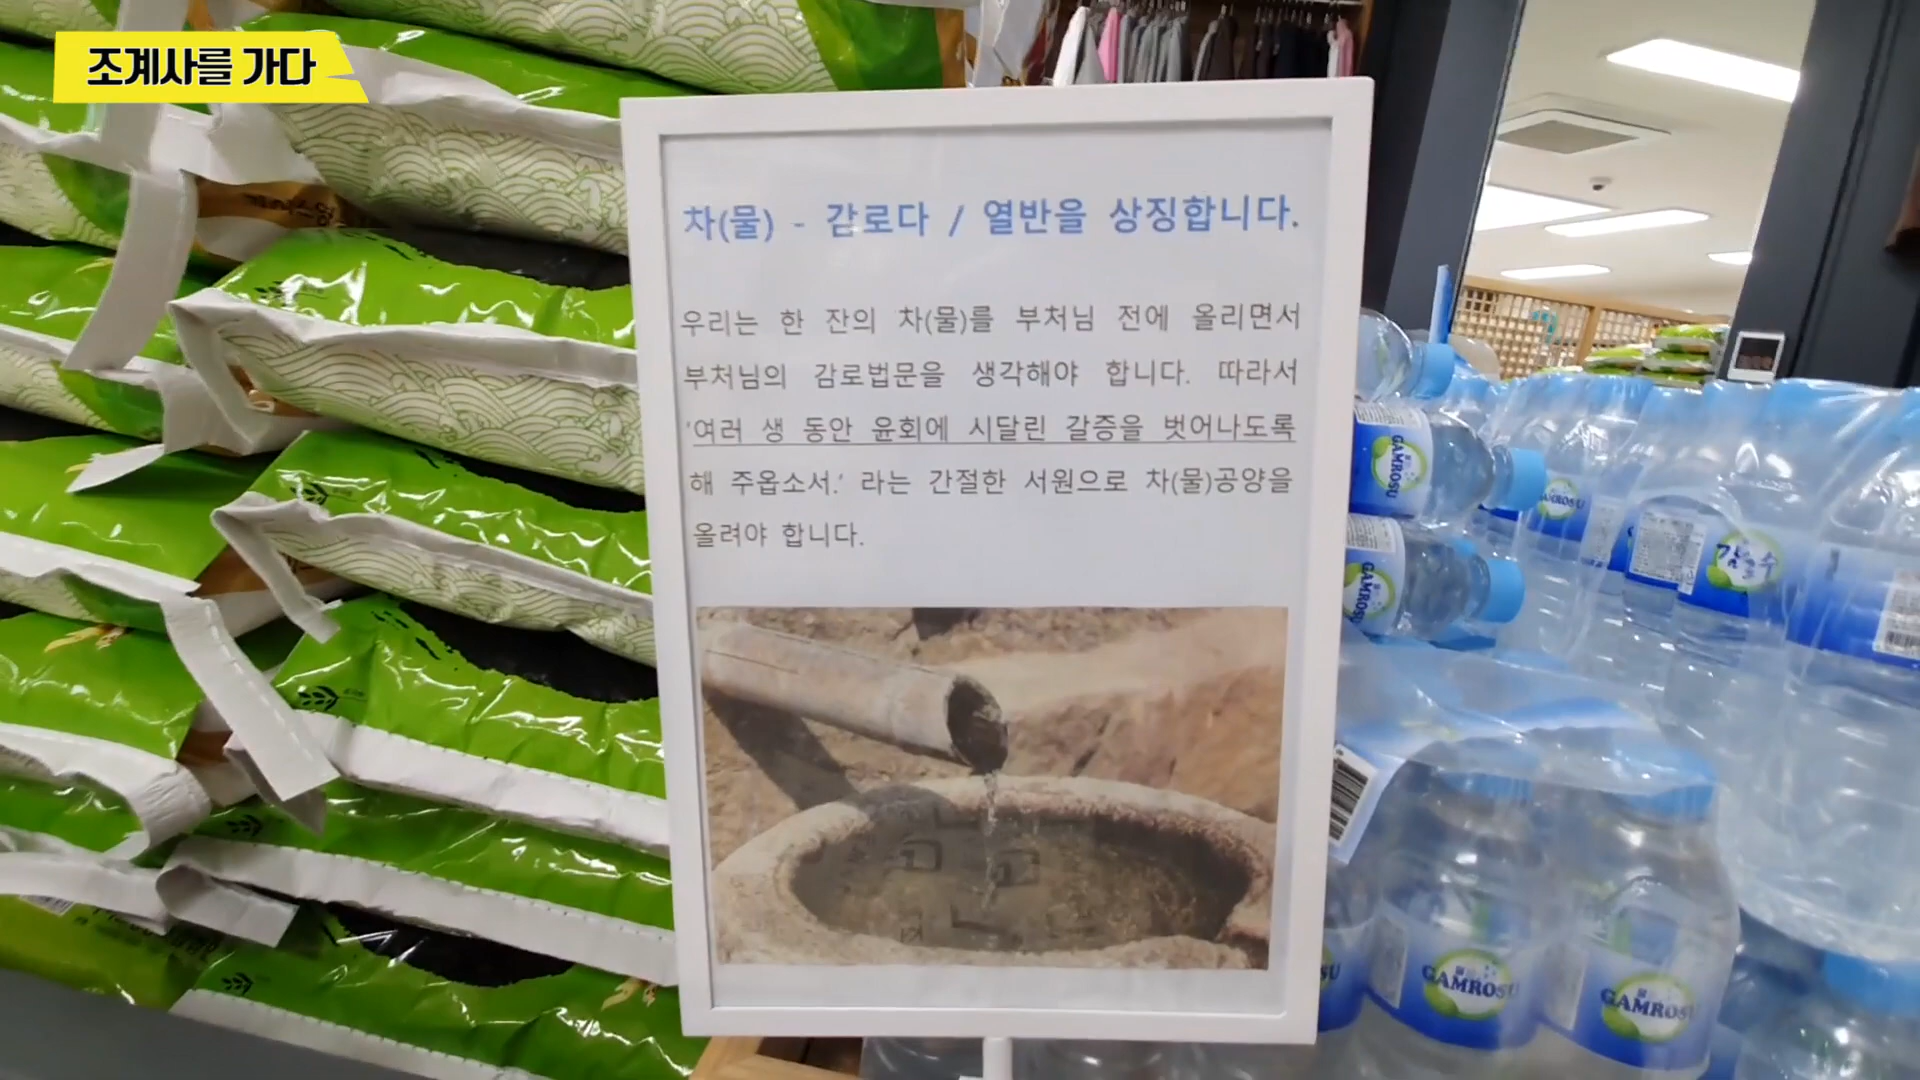 조계사를 가다
차(물) - 감로다 / 열반을 상징합니다.
우리는 한 잔의 차(물)를 부처님 전에 올리면서
부처님의 감로법문을 생각해야 합니다. 따라서
'여러 생 동안 윤회에 시달린 갈증을 벗어나도록
해 주옵소서.' 라는 간절한 서원으로 차(물)공양을
올려야 합니다.
GAMROSU
GAMROSU
GAMROSU
감로수
GAMROSU
GAMROSU